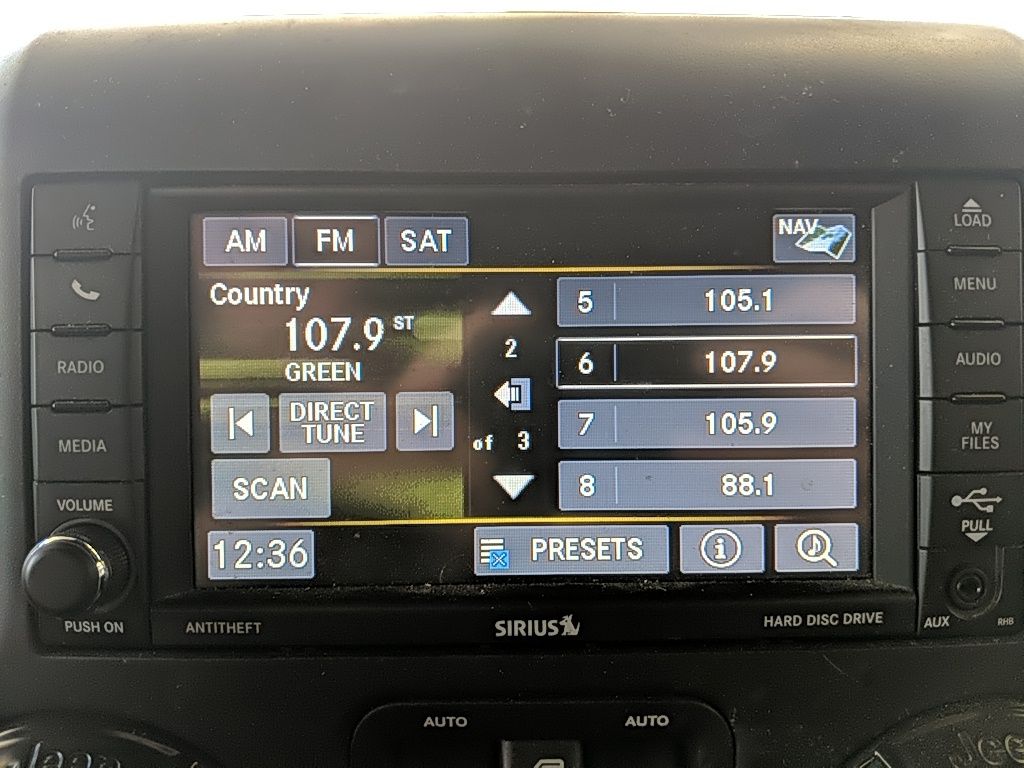 AM FM SAT NAV
Country
107.9 ST
GREEN
DIRECT
TUNE
SCAN
2
of 3
5 105.1
6 107.9
7 105.9
8 88.1
12:36
PRESETS
i
RADIO
MEDIA
VOLUME
PUSH ON
LOAD
MENU
AUDIO
MY
FILES
PULL
AUX
RHB
ANTITHEFT
SIRIUS
HARD DISC DRIVE
AUTO AUTO
Jeep
Jeep